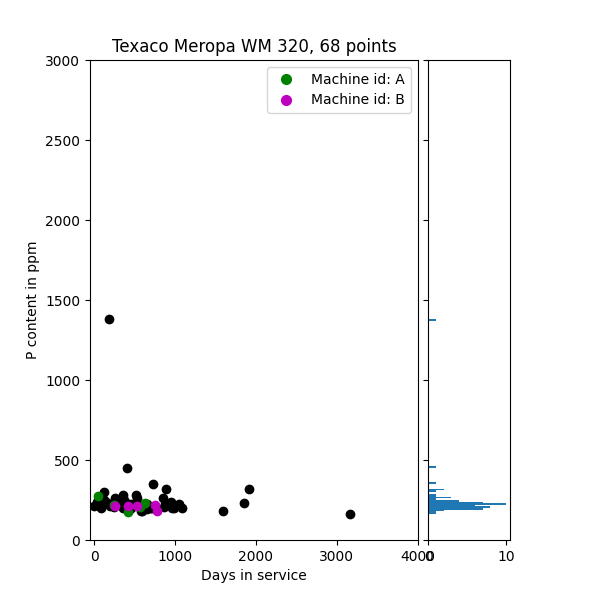 Texaco Meropa WM 320, 68 points
Machine id: A
Machine id: B
P content in ppm
3000
2500
2000
1500
1000
500
0
0 1000 2000 3000 4000
0 10
Days in service